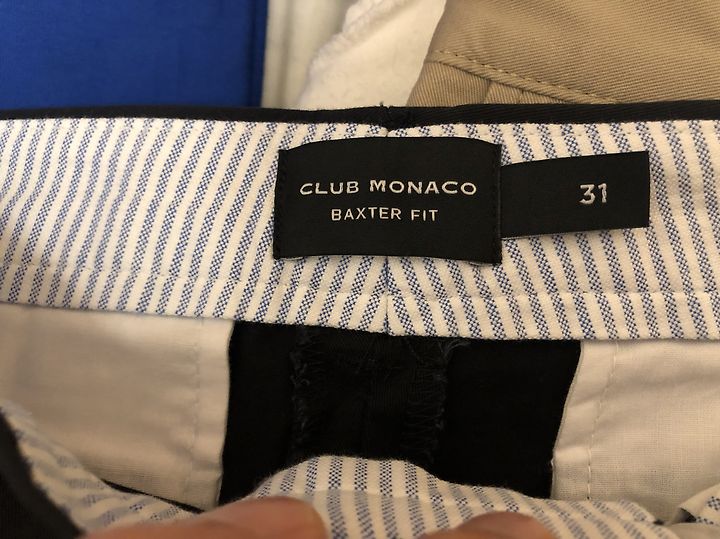 CLUB MONACO
BAXTER FIT
31